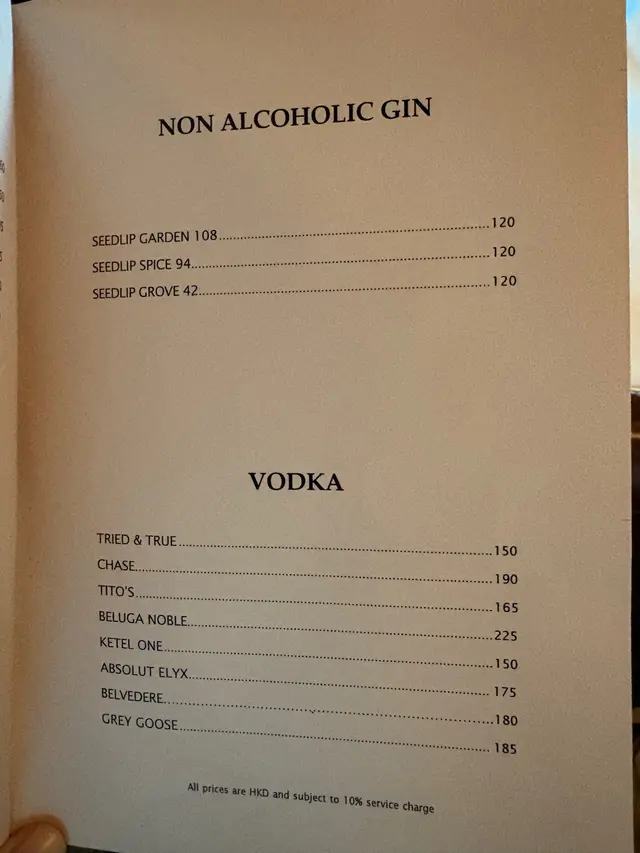 NON ALCOHOLIC GIN
SEEDLIP GARDEN 108 120
SEEDLIP SPICE 94 120
SEEDLIP GROVE 42 120
VODKA
TRIED & TRUE 150
CHASE 190
TITO'S 165
BELUGA NOBLE 225
KETEL ONE 150
ABSOLUT ELYX 175
BELVEDERE 180
GREY GOOSE 185
All prices are HKD and subject to 10% service charge